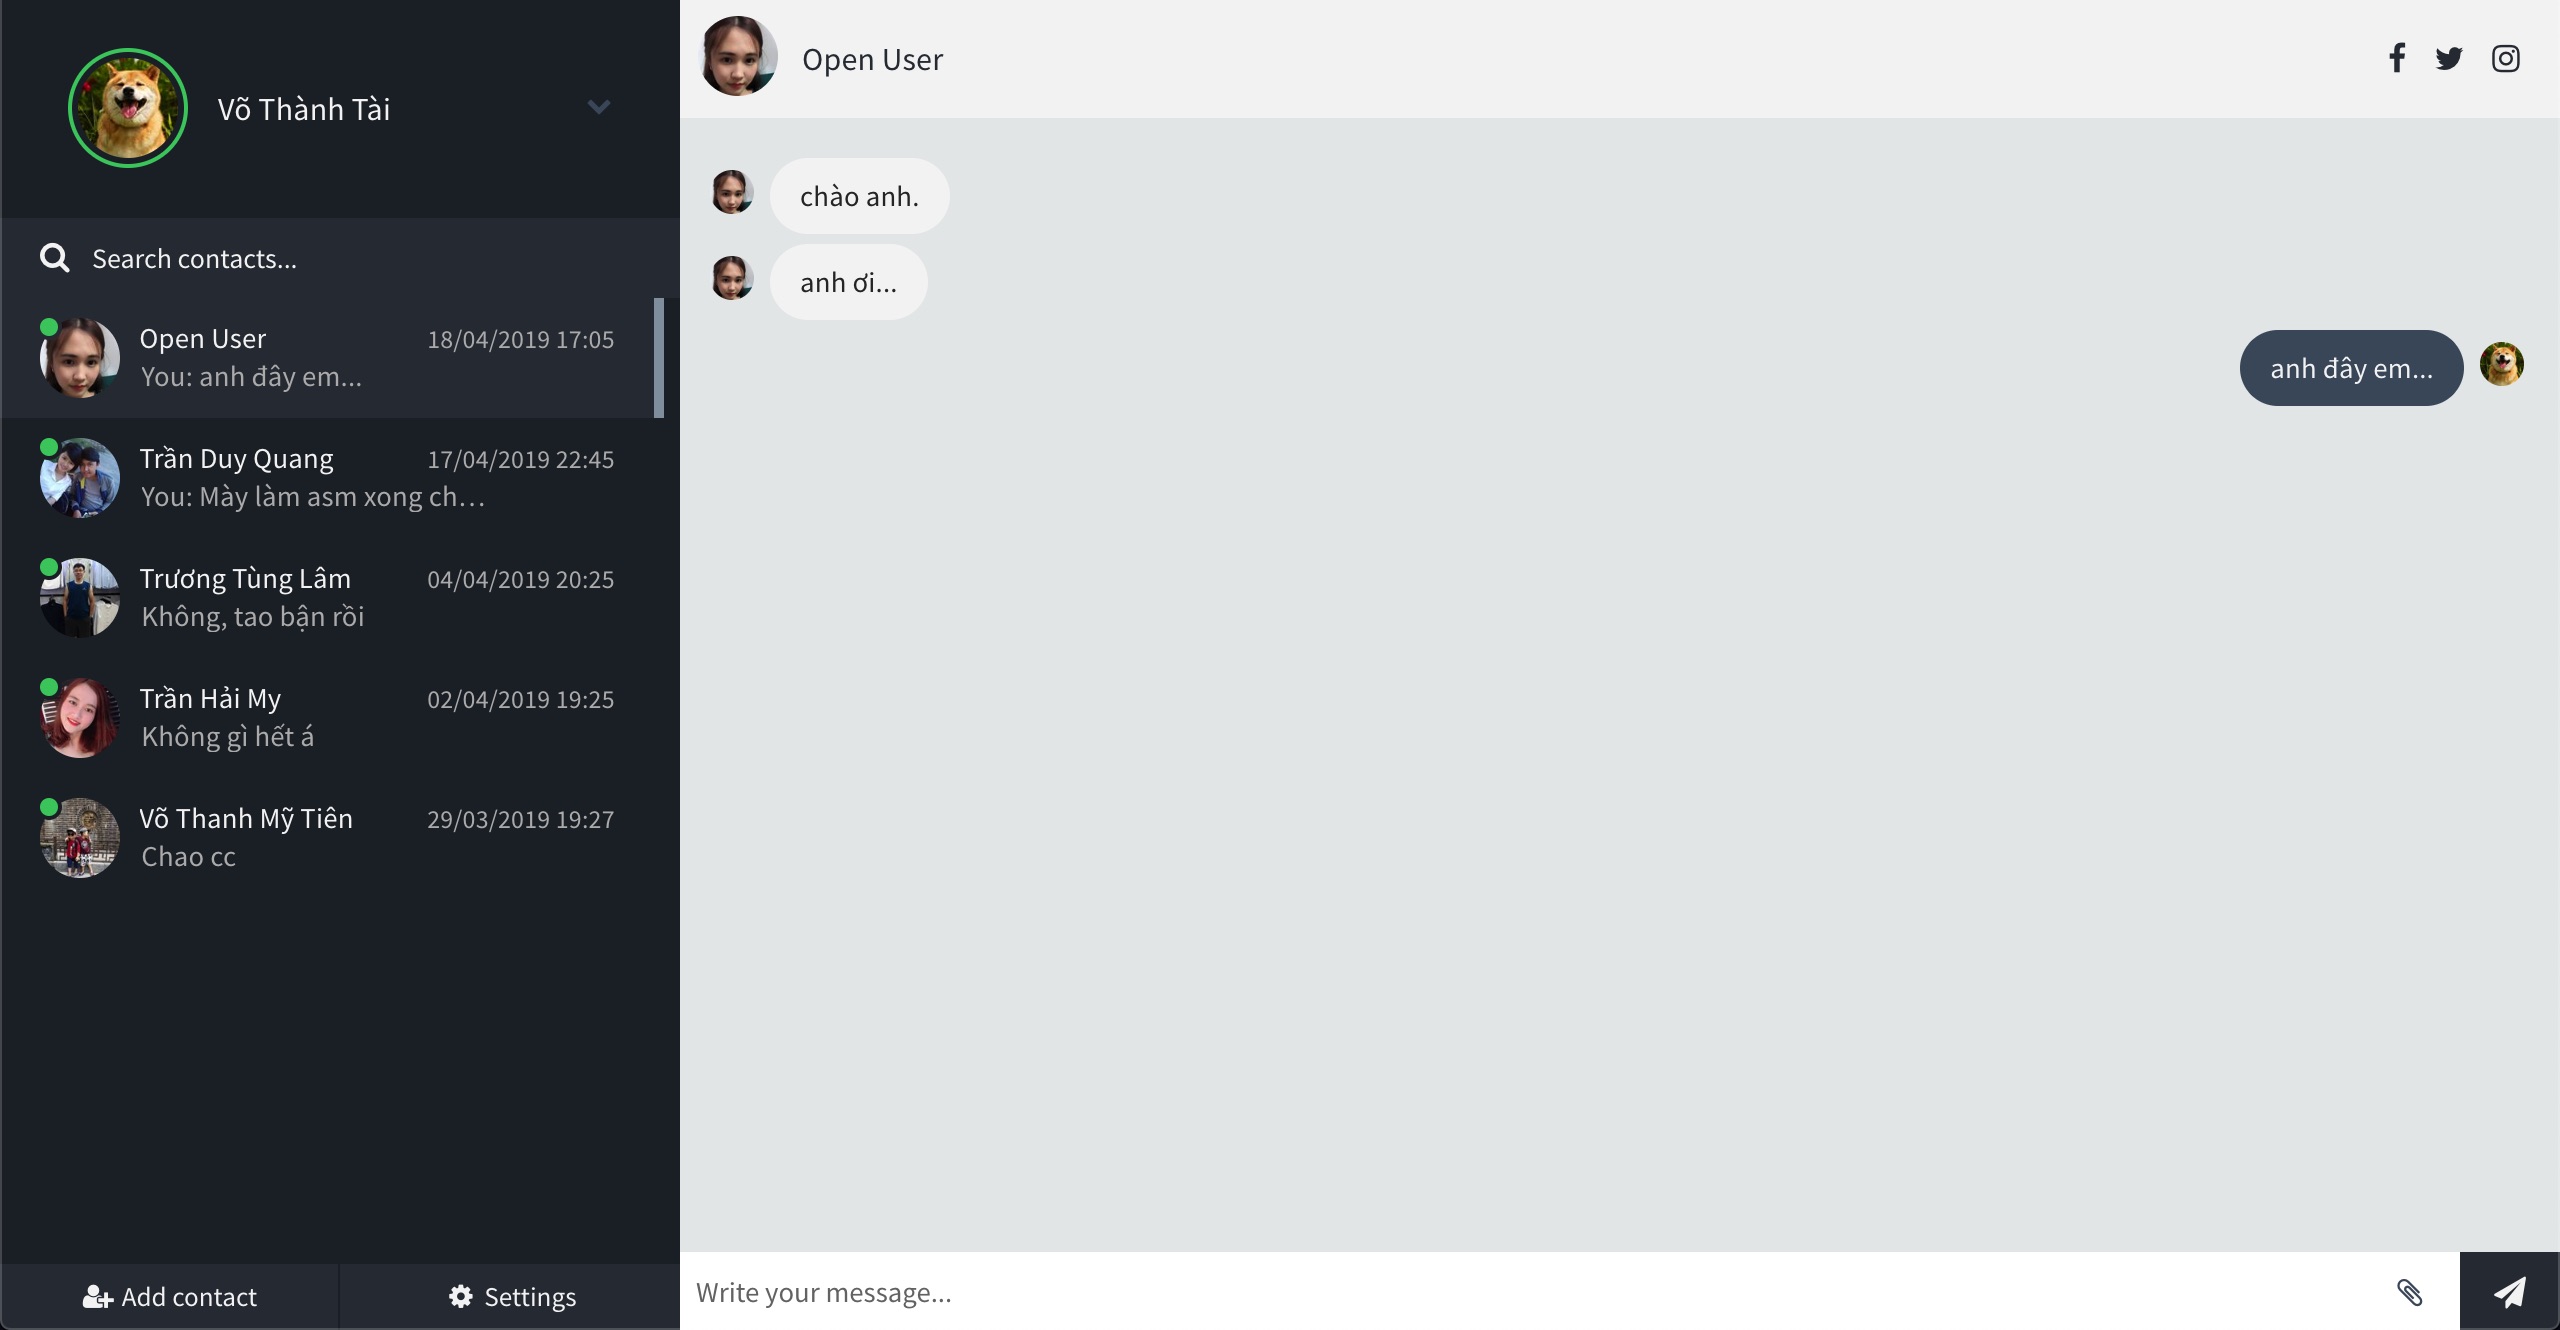 Võ Thành Tài
Search contacts...
Open User
18/04/2019 17:05
You: anh đây em...
Trần Duy Quang
17/04/2019 22:45
You: Mày làm asm xong ch...
Trương Tùng Lâm
04/04/2019 20:25
Không, tao bận rồi
Trần Hải My
02/04/2019 19:25
Không gì hết á
Võ Thanh Mỹ Tiên
29/03/2019 19:27
Chao cc
Add contact
Settings
Open User
chào anh.
anh ơi...
anh đây em...
Write your message...